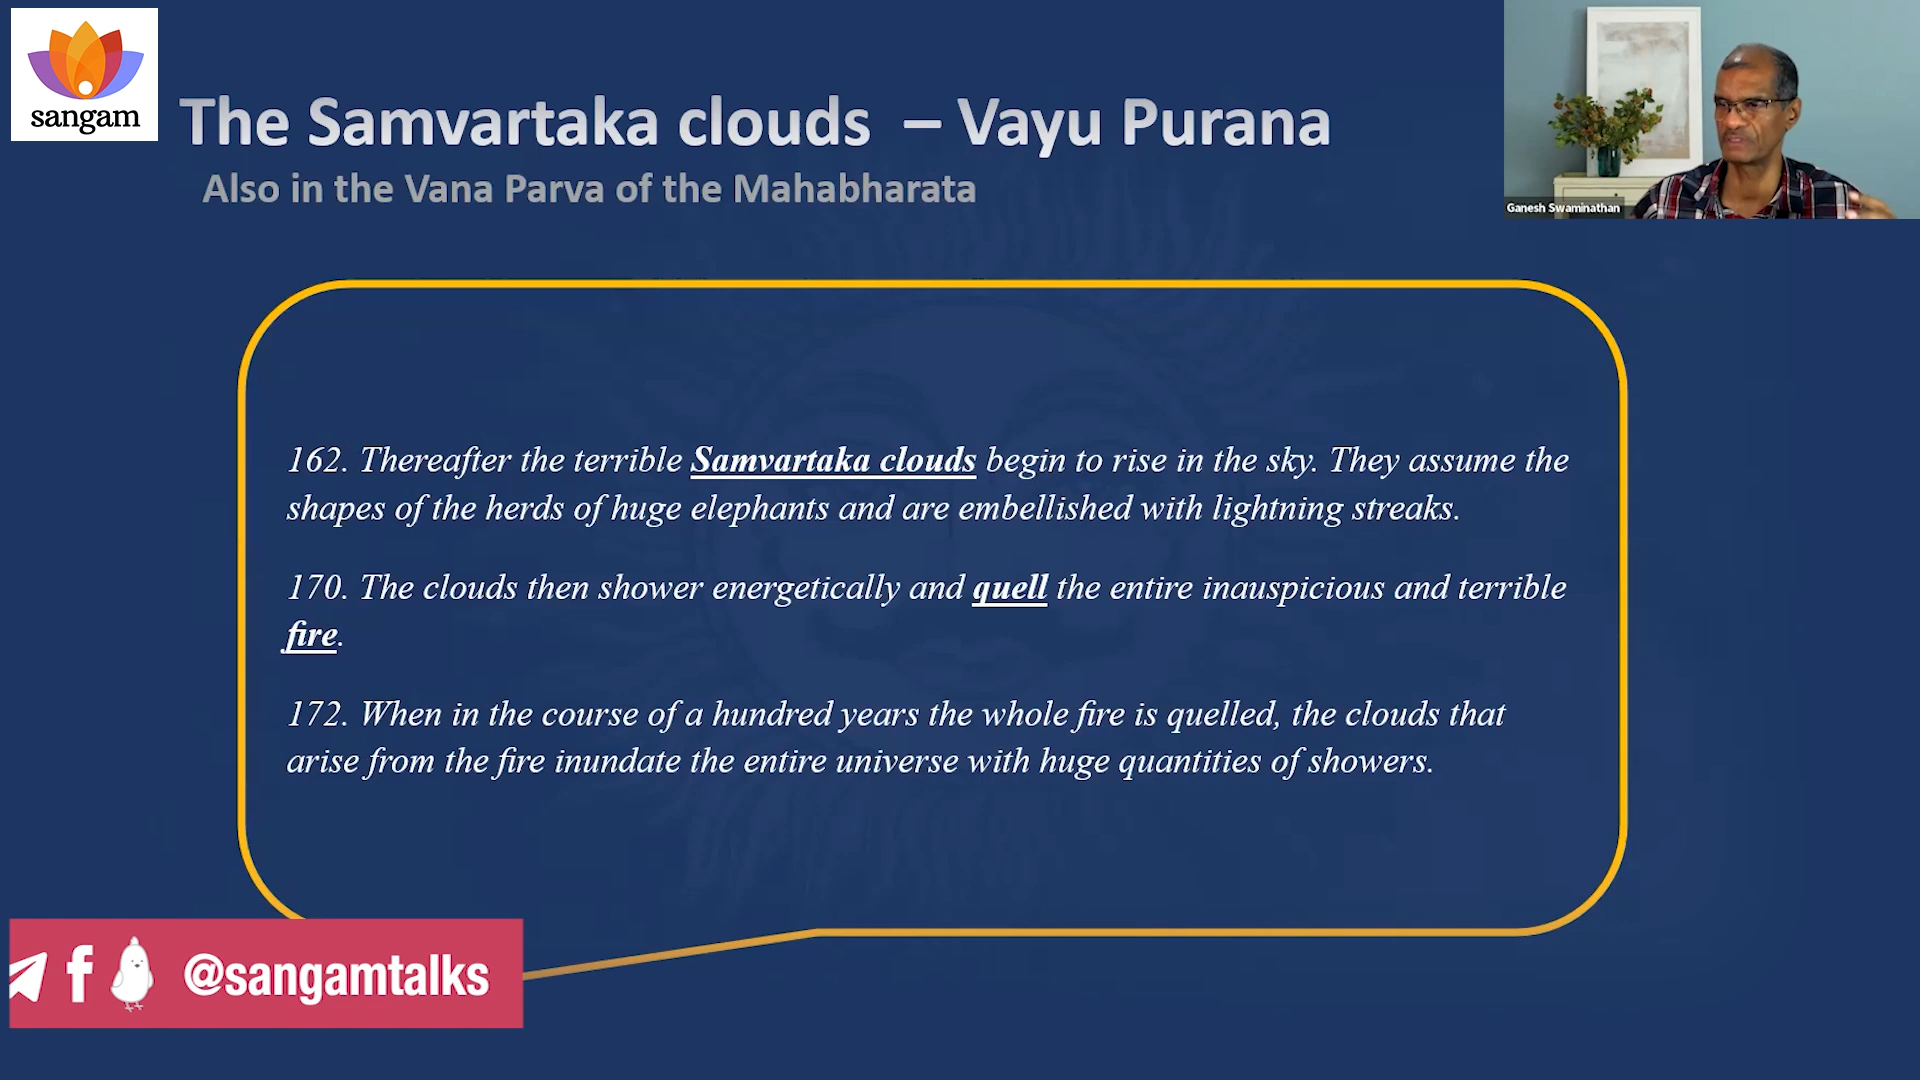 sangam
The Samvartaka clouds – Vayu Purana
Also in the Vana Parva of the Mahabharata
Ganesh Swaminathan
162. Thereafter the terrible Samvartaka clouds begin to rise in the sky. They assume the
shapes of the herds of huge elephants and are embellished with lightning streaks.
170. The clouds then shower energetically and quell the entire inauspicious and terrible
fire.
172. When in the course of a hundred years the whole fire is quelled, the clouds that
arise from the fire inundate the entire universe with huge quantities of showers.
@sangamtalks